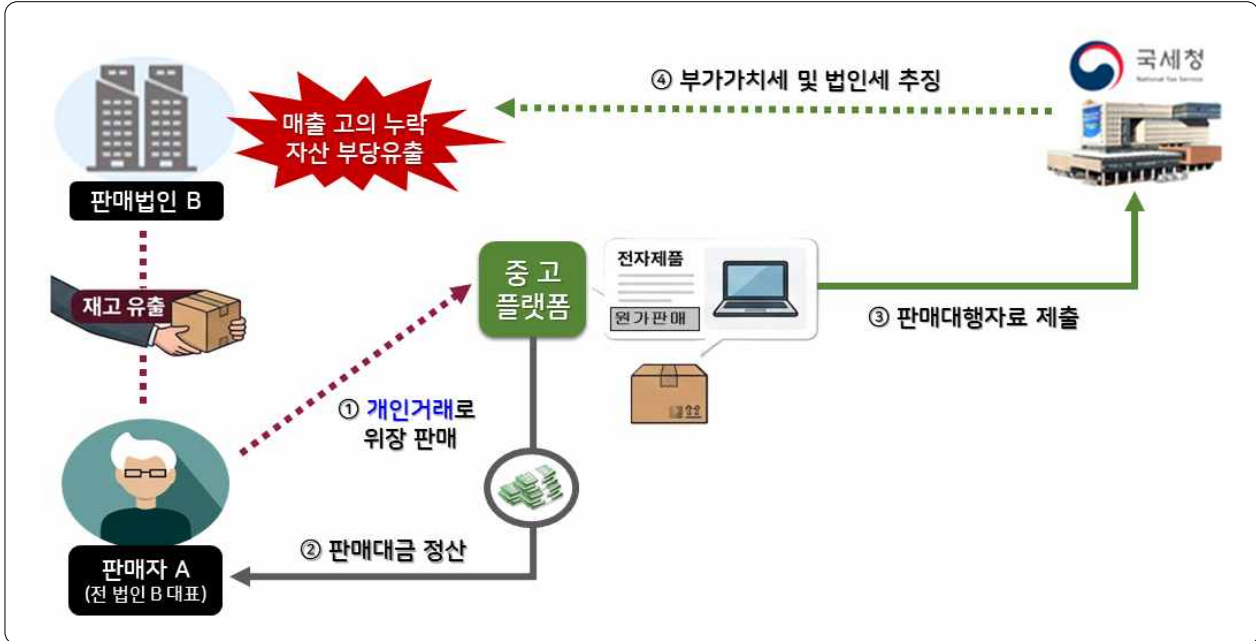 국세청
National Tax Service
④ 부가가치세 및 법인세 추징
매출 고의 누락
자산 부당유출
판매법인 B
재고 유출
중 고
플랫폼
전자제품
원가판매
③ 판매대행자료 제출
① 개인거래로
위장 판매
② 판매대금 정산
판매자 A
(전 법인 B 대표)